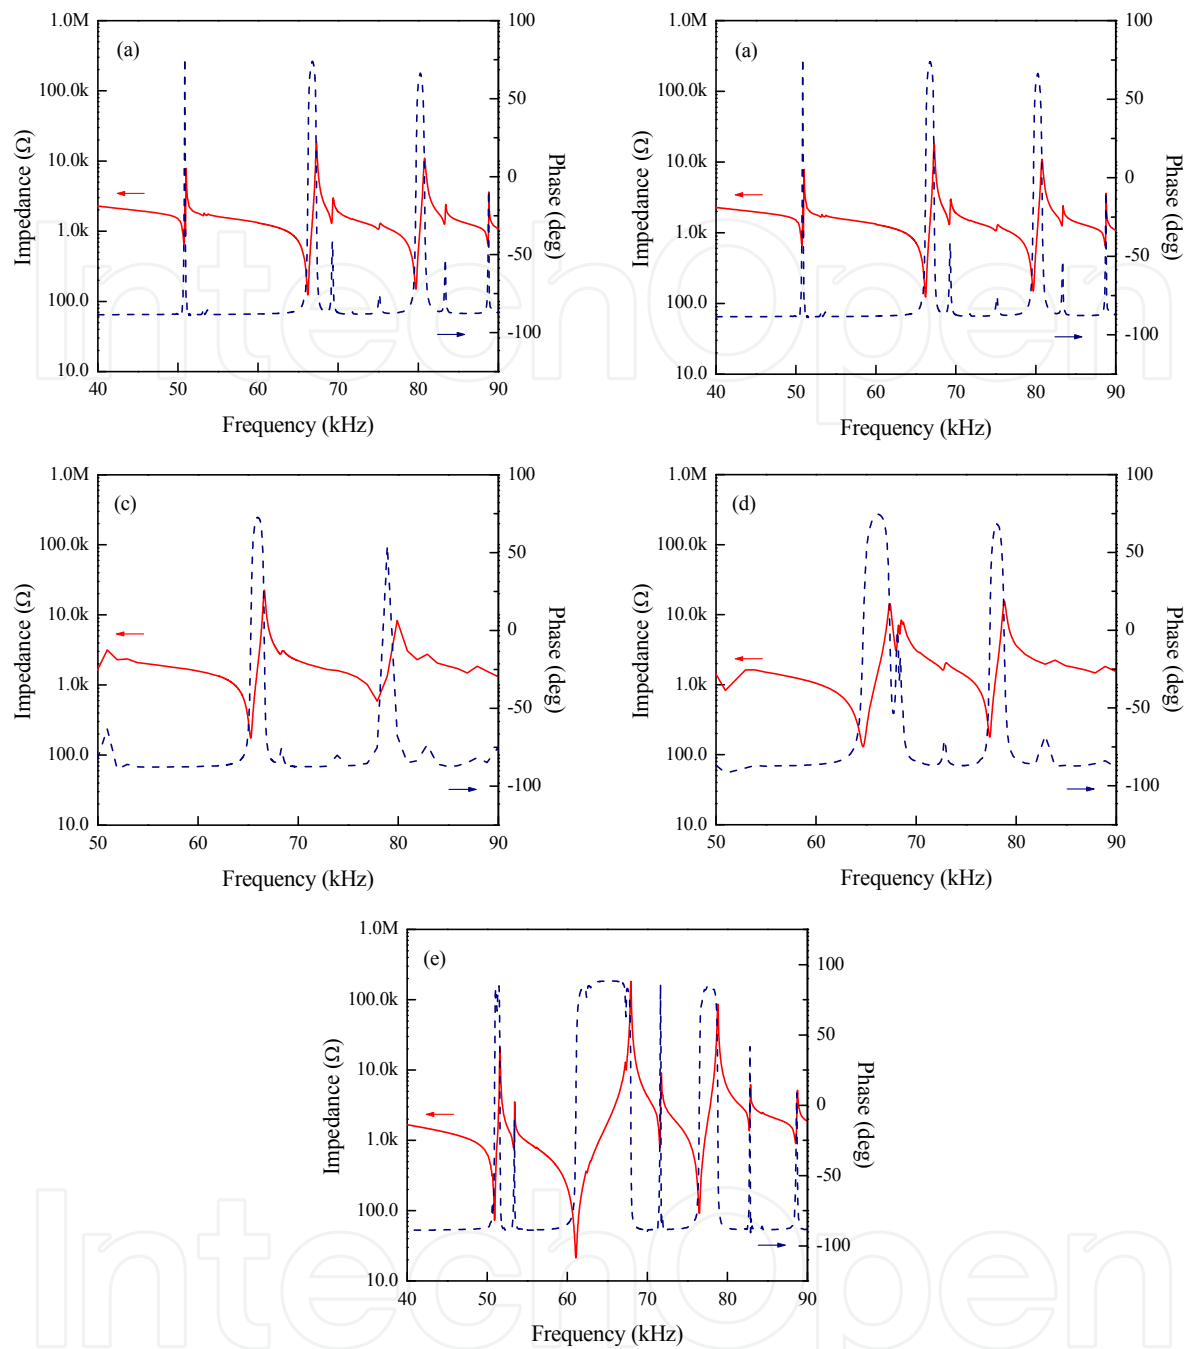 1.0M
100.0k
10.0k
1.0k
100.0
10.0
(a)
100
50
0
-50
-100
40 50 60 70 80 90
Frequency (kHz)
Impedance (Ω)
Phase (deg)
1.0M
100.0k
10.0k
1.0k
100.0
10.0
(a)
100
50
0
-50
-100
40 50 60 70 80 90
Frequency (kHz)
Impedance (Ω)
Phase (deg)
1.0M
100.0k
10.0k
1.0k
100.0
10.0
(c)
100
50
0
-50
-100
50 60 70 80 90
Frequency (kHz)
Impedance (Ω)
Phase (deg)
1.0M
100.0k
10.0k
1.0k
100.0
10.0
(d)
100
50
0
-50
-100
50 60 70 80 90
Frequency (kHz)
Impedance (Ω)
Phase (deg)
1.0M
100.0k
10.0k
1.0k
100.0
10.0
(e)
100
50
0
-50
-100
40 50 60 70 80 90
Frequency (kHz)
Impedance (Ω)
Phase (deg)
IntechOpen
IntechOpen